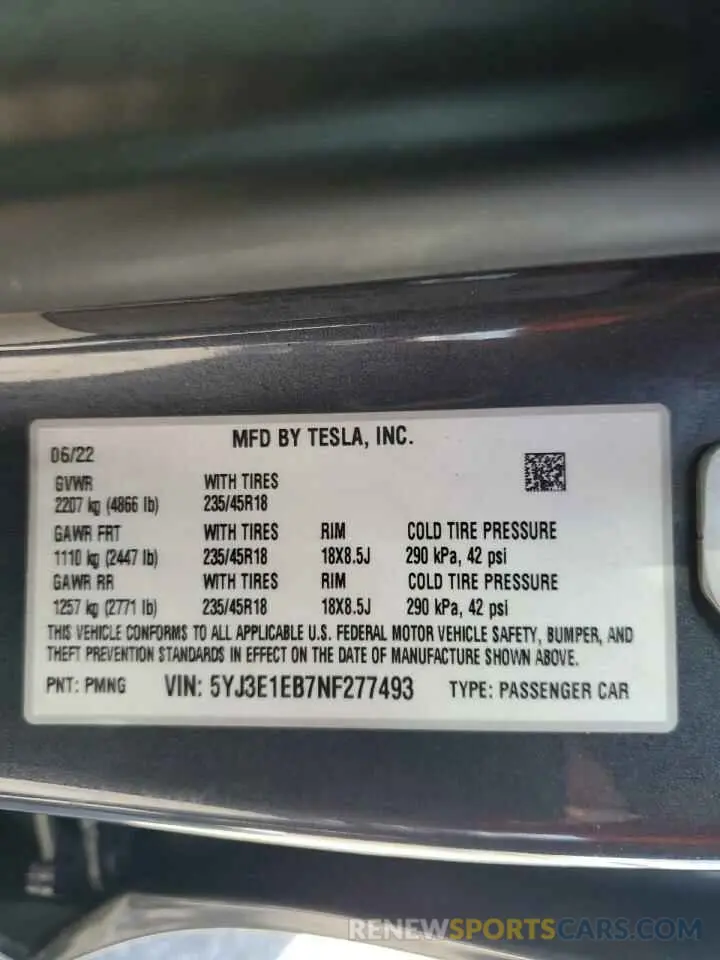 MFD BY TESLA, INC.
06/22
GVWR WITH TIRES
2207 kg (4866 lb) 235/45R18
GAWR FRT WITH TIRES RIM COLD TIRE PRESSURE
1110 kg (2447 lb) 235/45R18 18X8.5J 290 kPa, 42 psi
GAWR RR WITH TIRES RIM COLD TIRE PRESSURE
1257 kg (2771 lb) 235/45R18 18X8.5J 290 kPa, 42 psi
THIS VEHICLE CONFORMS TO ALL APPLICABLE U.S. FEDERAL MOTOR VEHICLE SAFETY, BUMPER, AND
THEFT PREVENTION STANDARDS IN EFFECT ON THE DATE OF MANUFACTURE SHOWN ABOVE.
PNT: PMNG VIN: 5YJ3E1EB7NF277493 TYPE: PASSENGER CAR
RENEWSPORTSCARS.COM